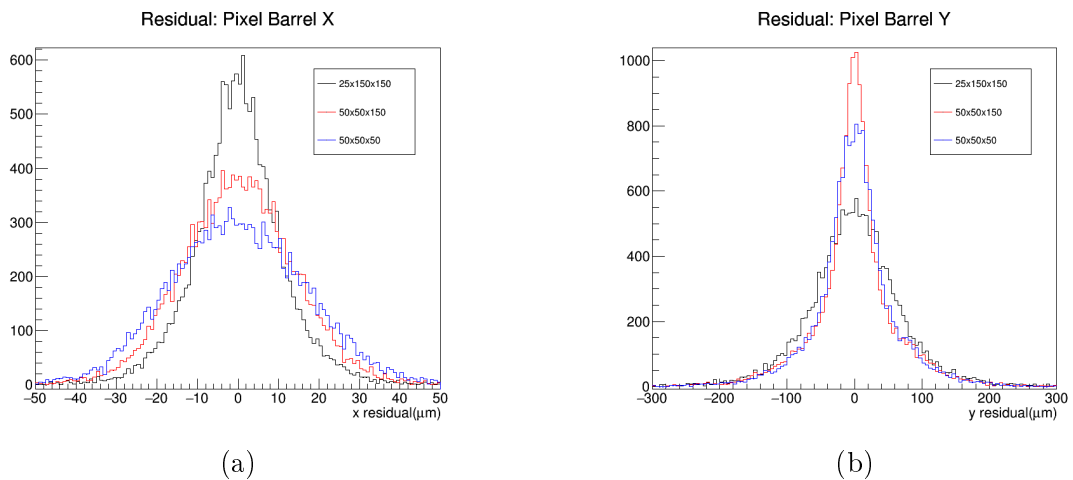 Residual: Pixel Barrel X
600
500
400
300
200
100
0
25x150x150
50x50x150
50x50x50
−50 −40 −30 −20 −10 0 10 20 30 40 50
x residual(μm)
(a)
Residual: Pixel Barrel Y
1000
800
600
400
200
0
25x150x150
50x50x150
50x50x50
−300 −200 −100 0 100 200 300
y residual(μm)
(b)